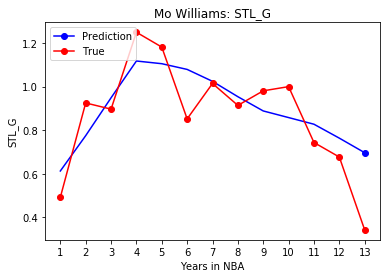 Mo Williams: STL_G
Prediction
True
1.2
1.0
0.8
0.6
0.4
STL_G
1 2 3 4 5 6 7 8 9 10 11 12 13
Years in NBA